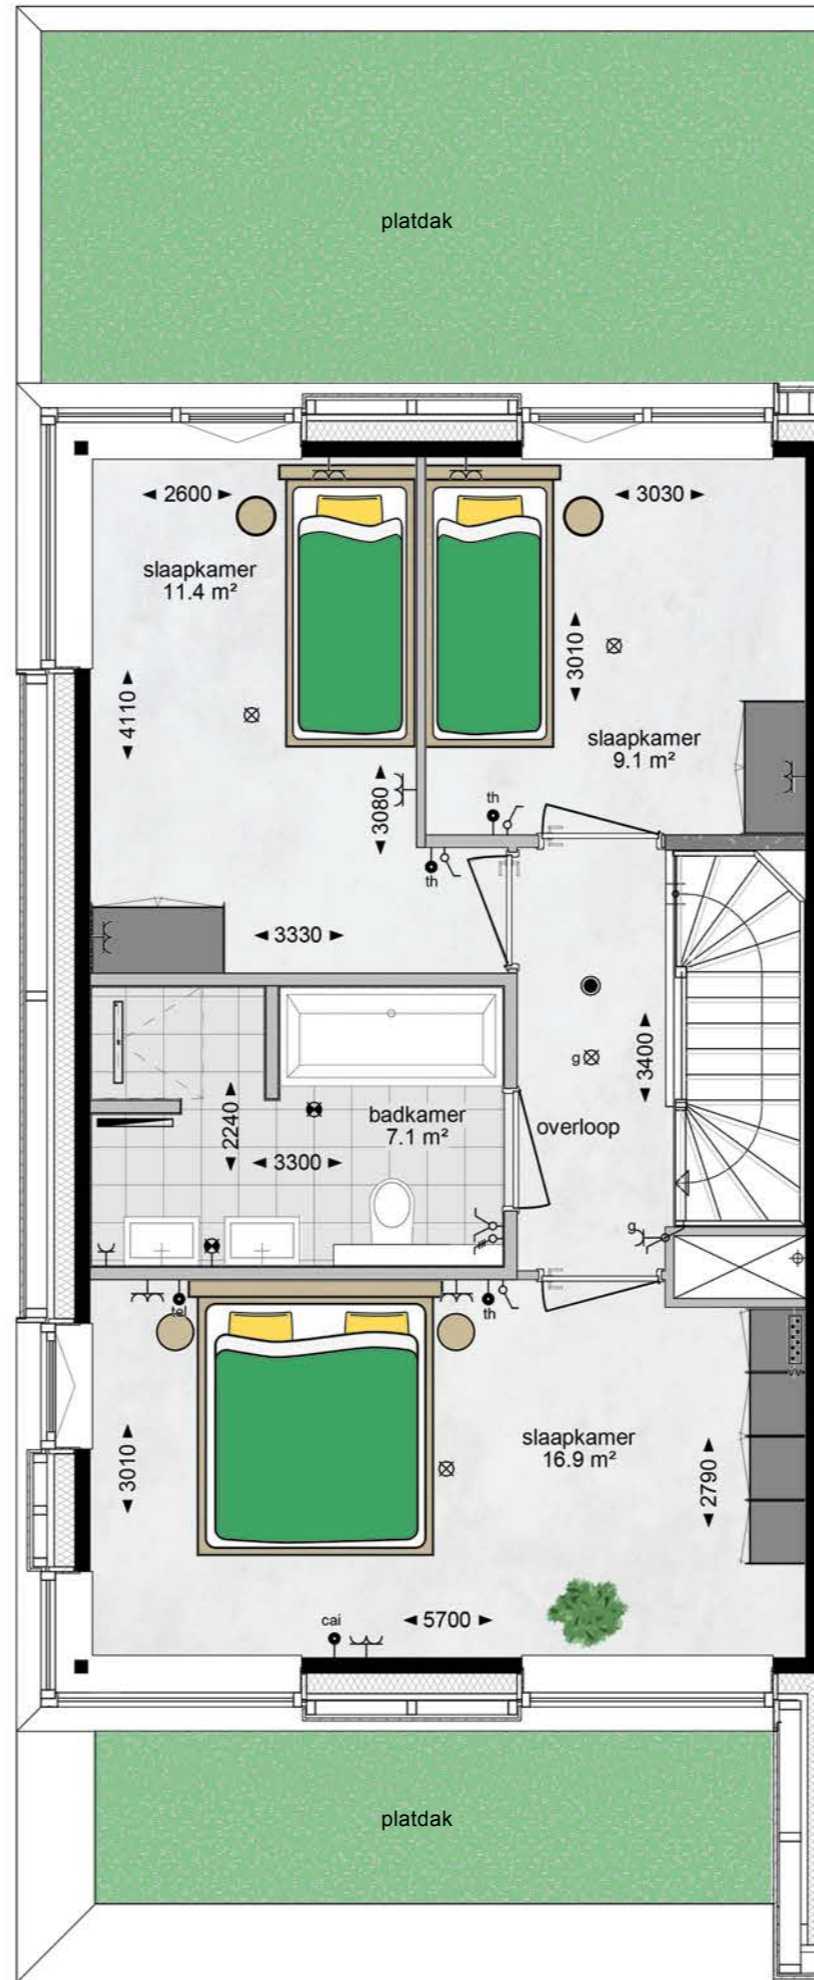 platdak
2600
3030
slaapkamer
11.4 m²
3010
4110
slaapkamer
9.1 m²
3080
th
th
3330
3400
g
2240
badkamer
7.1 m²
overloop
3300
g
tel
th
slaapkamer
16.9 m²
3010
2790
cai
5700
platdak